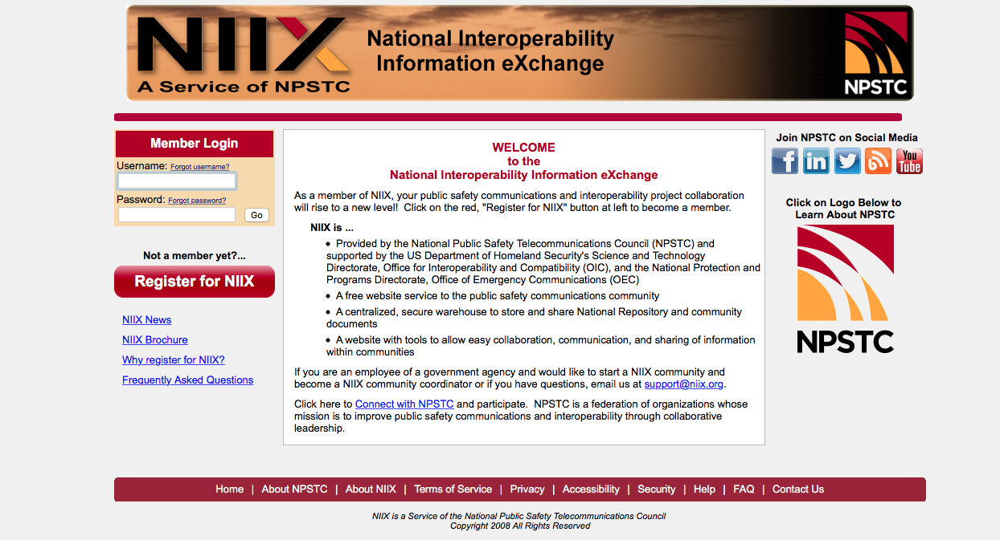 NIIX
A Service of NPSTC
National Interoperability
Information eXchange
NPSTC
Member Login
Username: Forgot username?
Password: Forgot password?
Go
Not a member yet?...
Register for NIIX
NIIX News
NIIX Brochure
Why register for NIIX?
Frequently Asked Questions
WELCOME
to the
National Interoperability Information eXchange
As a member of NIIX, your public safety communications and interoperability project collaboration
will rise to a new level!  Click on the red, "Register for NIIX" button at left to become a member.
NIIX is ...
• Provided by the National Public Safety Telecommunications Council (NPSTC) and
supported by the US Department of Homeland Security's Science and Technology
Directorate, Office for Interoperability and Compatibility (OIC), and the National Protection and
Programs Directorate, Office of Emergency Communications (OEC)
• A free website service to the public safety communications community
• A centralized, secure warehouse to store and share National Repository and community
documents
• A website with tools to allow easy collaboration, communication, and sharing of information
within communities
If you are an employee of a government agency and would like to start a NIIX community and
become a NIIX community coordinator or if you have questions, email us at support@niix.org.
Click here to Connect with NPSTC and participate.  NPSTC is a federation of organizations whose
mission is to improve public safety communications and interoperability through collaborative
leadership.
Join NPSTC on Social Media
f
in
You
Tube
Click on Logo Below to
Learn About NPSTC
NPSTC
Home | About NPSTC | About NIIX | Terms of Service | Privacy | Accessibility | Security | Help | FAQ | Contact Us
NIIX is a Service of the National Public Safety Telecommunications Council
Copyright 2008 All Rights Reserved